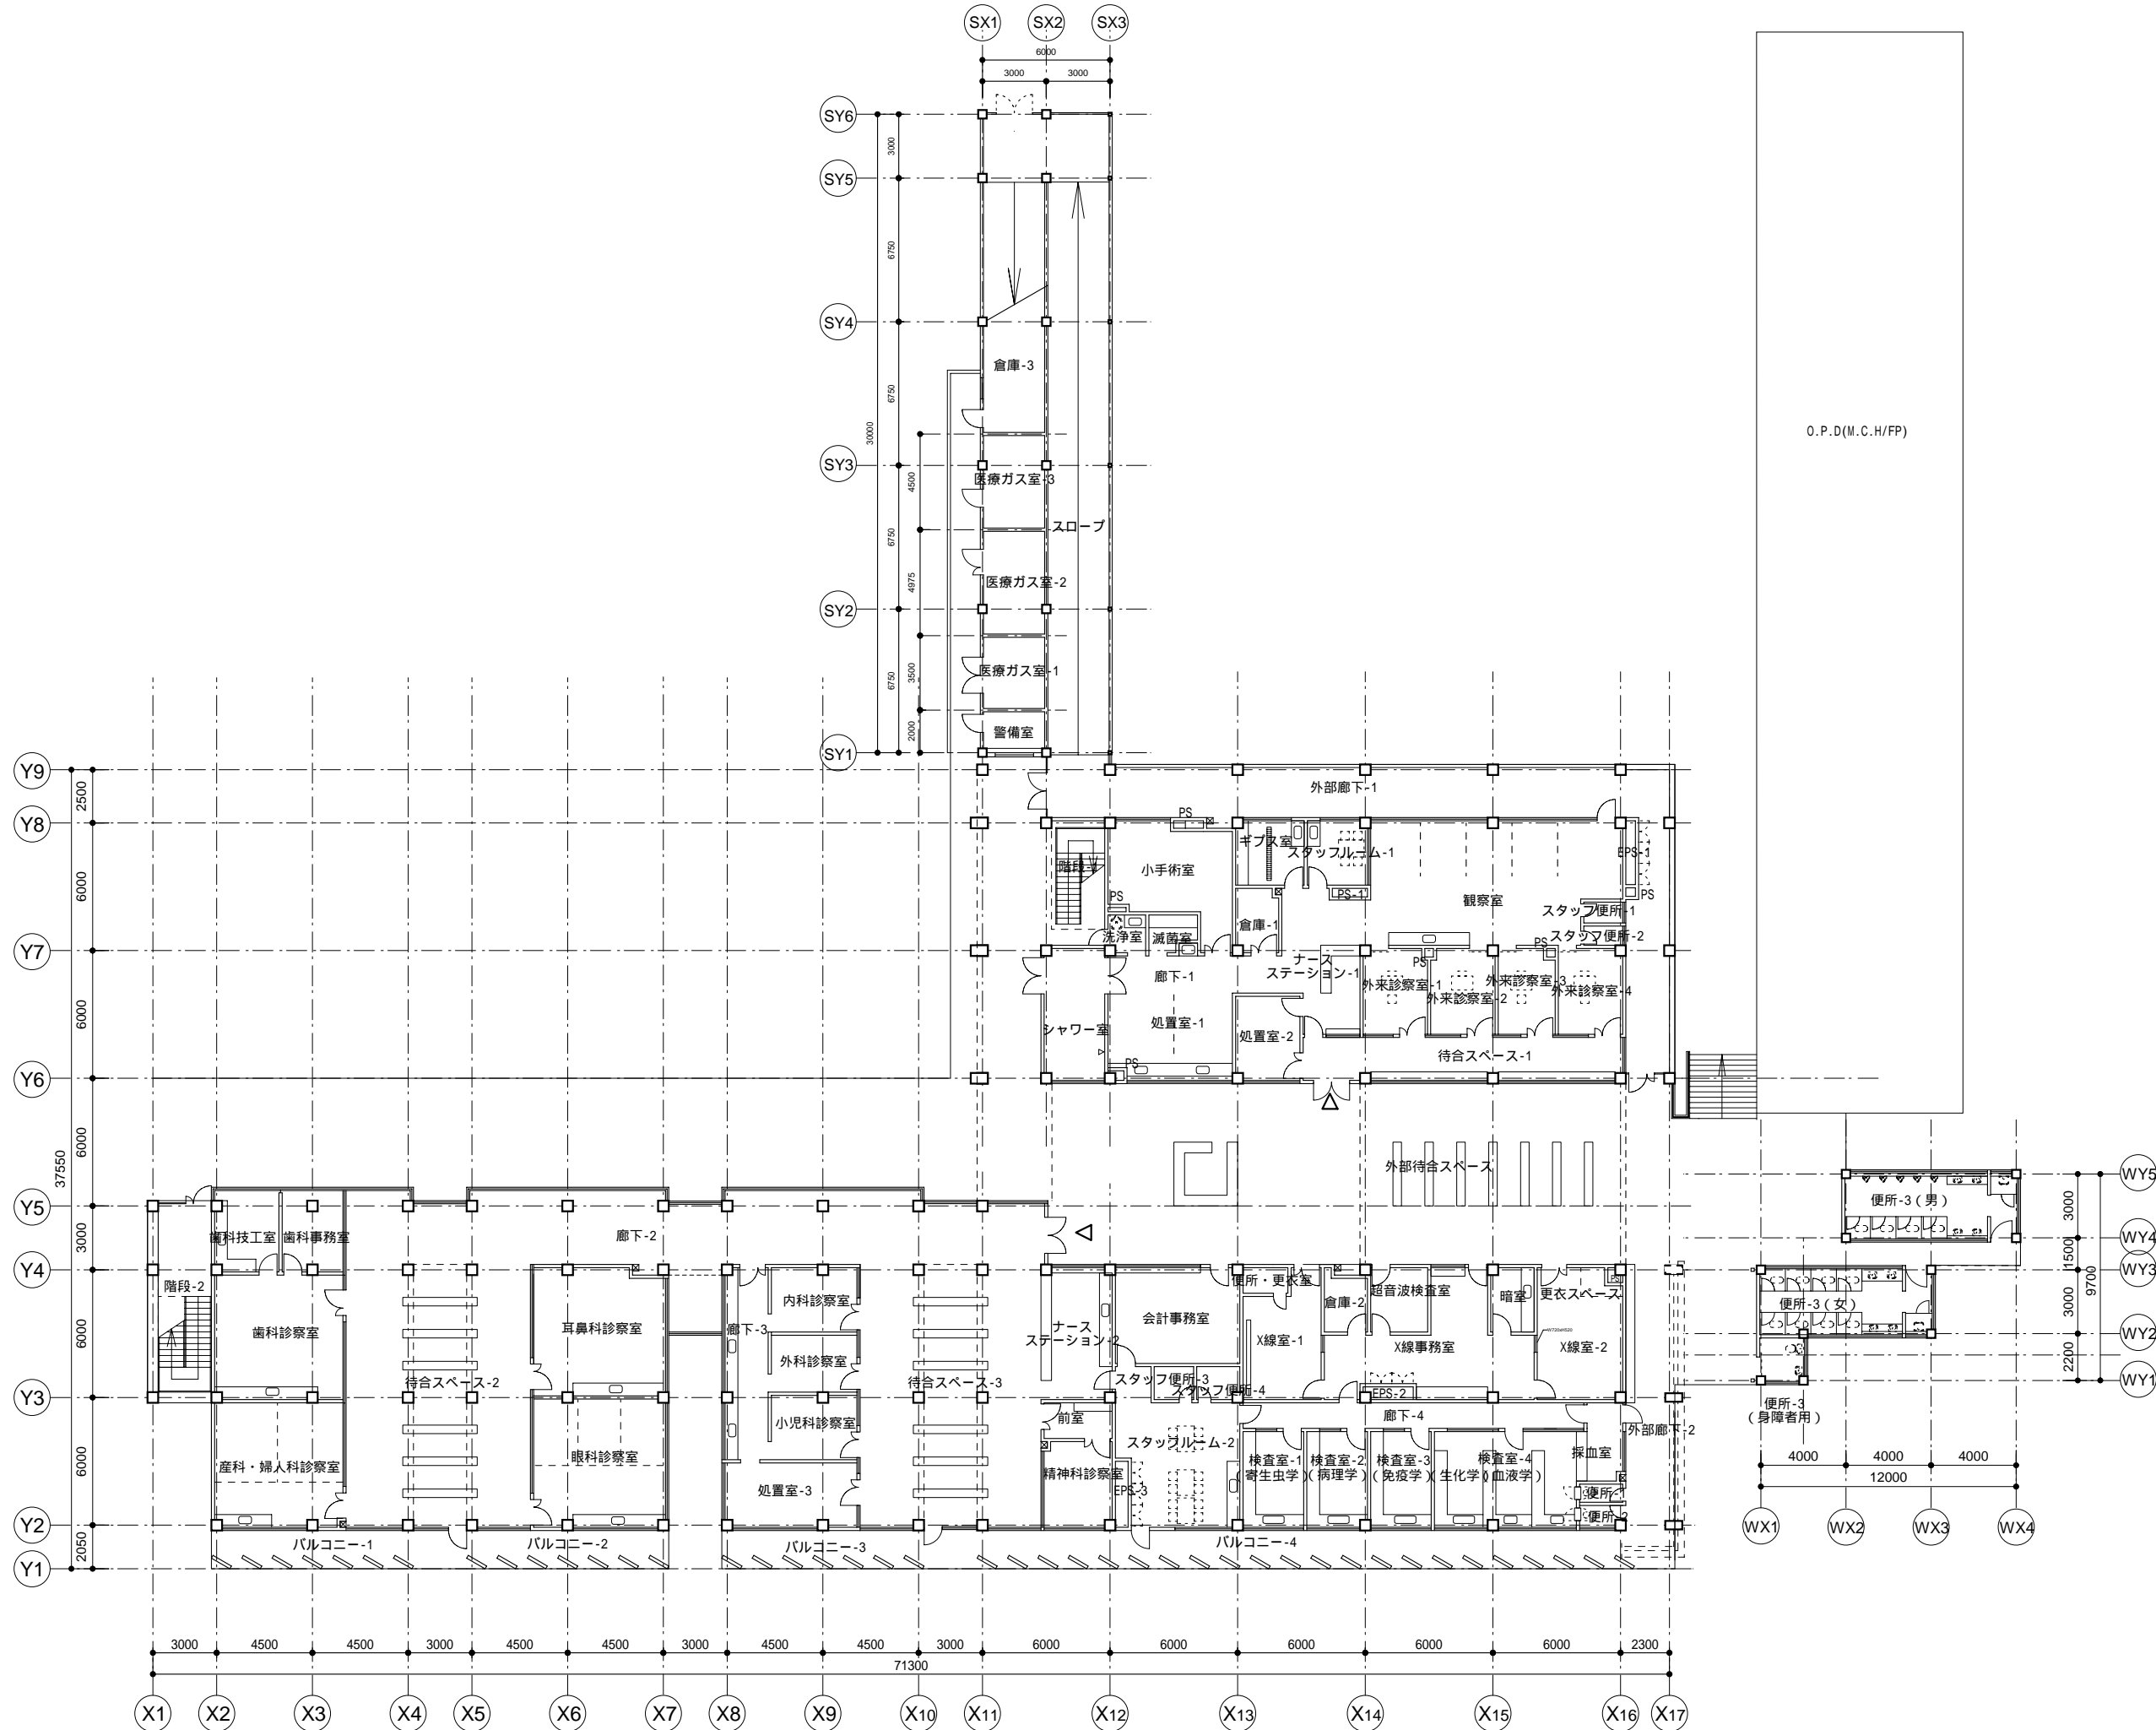 SX1 SX2 SX3
6000
3000 3000
SY6
3000
SY5
6750
SY4
倉庫-3
6750
30000
O.P.D(M.C.H/FP)
SY3
医療ガス室-3
4500
スロープ
6750
4975
医療ガス室-2
SY2
医療ガス室-1
3500
6750
警備室
2000
SY1
Y9
外部廊下-1
2500
Y8
PS
ギプス室
スタッフルーム-1
EPS-1
小手術室
PS
PS-1
PS
6000
観察室
スタッフ便所-1
倉庫-1
洗浄室 滅菌室
スタッフ便所-2
PS
Y7
ナース
ステーション-1
PS
廊下-1
外来診察室-1
外来診察室-2
外来診察室-3
外来診察室-4
6000
シャワー室
処置室-1
処置室-2
待合スペース-1
PS
Y6
6000
37550
外部待合スペース
WY5
便所-3(男)
3000
Y5
歯科技工室 歯科事務室
廊下-2
3000
WY4
1500
9700
Y4
WY3
階段-2
内科診察室
便所・更衣室
倉庫-2
超音波検査室
暗室
更衣スペース
PS
便所-3(女)
3000
歯科診察室
耳鼻科診察室
廊下-3
ナース
ステーション-2
会計事務室
X線室-1
X線事務室
X線室-2
WY2
6000
外科診察室
2200
待合スペース-2
待合スペース-3
スタッフ便所-3
スタッフ便所-4
EPS-2
WY1
Y3
小児科診察室
前室
廊下-4
外部廊下-2
便所-3
(身障者用)
スタッフルーム-2
6000
産科・婦人科診察室
眼科診察室
処置室-3
精神科診察室
検査室-1
(寄生虫学)
検査室-2
(病理学)
検査室-3
(免疫学)
(生化学)
検査室-4
(血液学)
採血室
EPS-3
4000 4000 4000
12000
Y2
バルコニー-1
バルコニー-2
バルコニー-3
バルコニー-4
2050
WX1 WX2 WX3 WX4
Y1
3000 4500 4500 3000 4500 4500 3000 4500 4500 3000 6000 6000 6000 6000 6000 2300
71300
X1 X2 X3 X4 X5 X6 X7 X8 X9 X10 X11 X12 X13 X14 X15 X16 X17